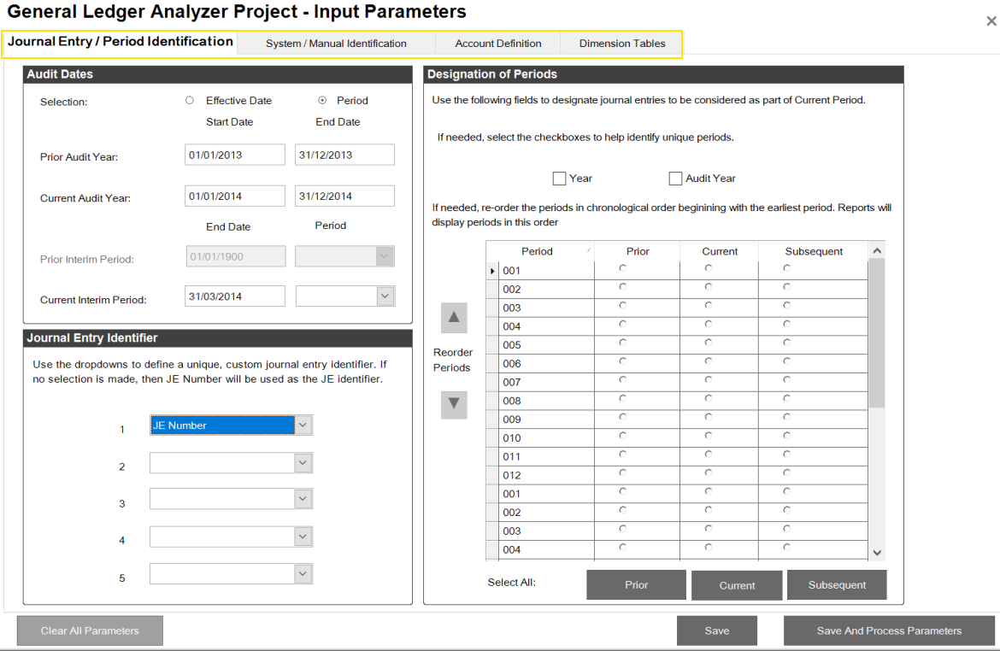 General Ledger Analyzer Project - Input Parameters
Journal Entry / Period Identification
System / Manual Identification
Account Definition
Dimension Tables
Audit Dates
Selection:
Effective Date
Period
Start Date
End Date
Prior Audit Year:
01/01/2013
31/12/2013
Current Audit Year:
01/01/2014
31/12/2014
End Date
Period
Prior Interim Period:
01/01/1900
Current Interim Period:
31/03/2014
Journal Entry Identifier
Use the dropdowns to define a unique, custom journal entry identifier. If
no selection is made, then JE Number will be used as the JE identifier.
1
JE Number
2
3
4
5
Designation of Periods
Use the following fields to designate journal entries to be considered as part of Current Period.
If needed, select the checkboxes to help identify unique periods.
Year
Audit Year
If needed, re-order the periods in chronological order beginining with the earliest period. Reports will
display periods in this order
Reorder
Periods
Period
Prior
Current
Subsequent
001
002
003
004
005
006
007
008
009
010
011
012
001
002
003
004
Select All:
Prior
Current
Subsequent
Clear All Parameters
Save
Save And Process Parameters